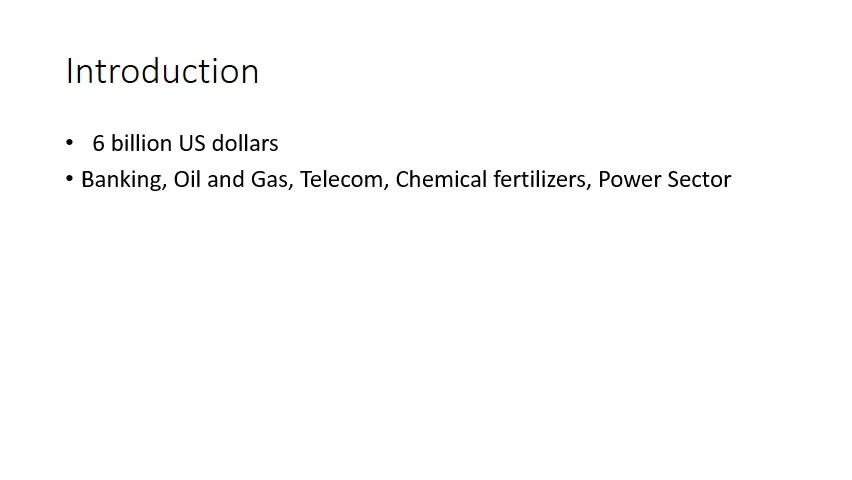 Introduction
• 6 billion US dollars
• Banking, Oil and Gas, Telecom, Chemical fertilizers, Power Sector